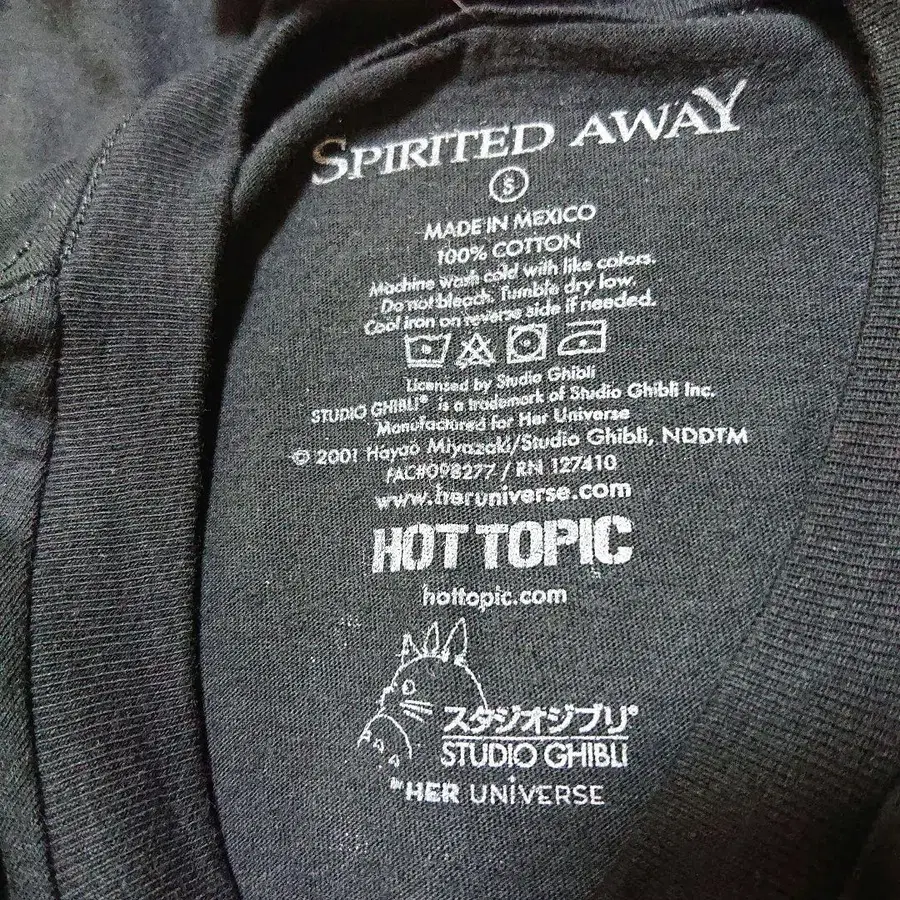 SPIRITED AWAY
S
MADE IN MEXICO
100% COTTON
Machine wash cold with like colors.
Do not bleach. Tumble dry low.
Cool iron on reverse side if needed.
Licensed by Studio Ghibli
STUDIO GHIBLI® is a trademark of Studio Ghibli Inc.
Manufactured for Her Universe
© 2001 Hayao Miyazaki/Studio Ghibli, NDDTM
FAC#098277 / RN 127410
www.heruniverse.com
HOT TOPIC
hottopic.com
スタジオジブリ®
STUDIO GHIBLI
BY HER UNIVERSE